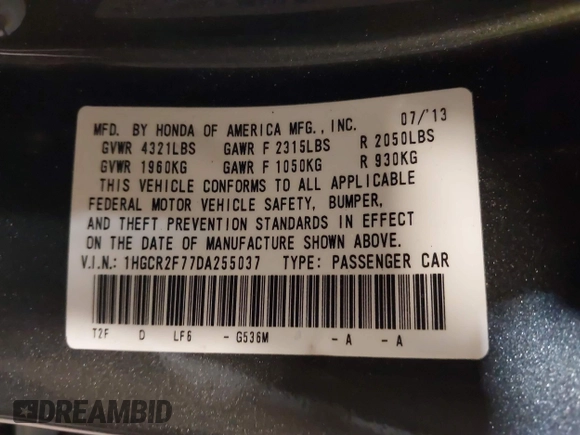 MFD. BY HONDA OF AMERICA MFG., INC. 07/'13
GVWR 4321LBS GAWR F 2315LBS R 2050LBS
GVWR 1960KG GAWR F 1050KG R 930KG
THIS VEHICLE CONFORMS TO ALL APPLICABLE
FEDERAL MOTOR VEHICLE SAFETY, BUMPER,
AND THEFT PREVENTION STANDARDS IN EFFECT
ON THE DATE OF MANUFACTURE SHOWN ABOVE.
V.I.N.: 1HGCR2F77DA255037 TYPE: PASSENGER CAR
T2F D LF6 - G536M - A - A
DREAMBID